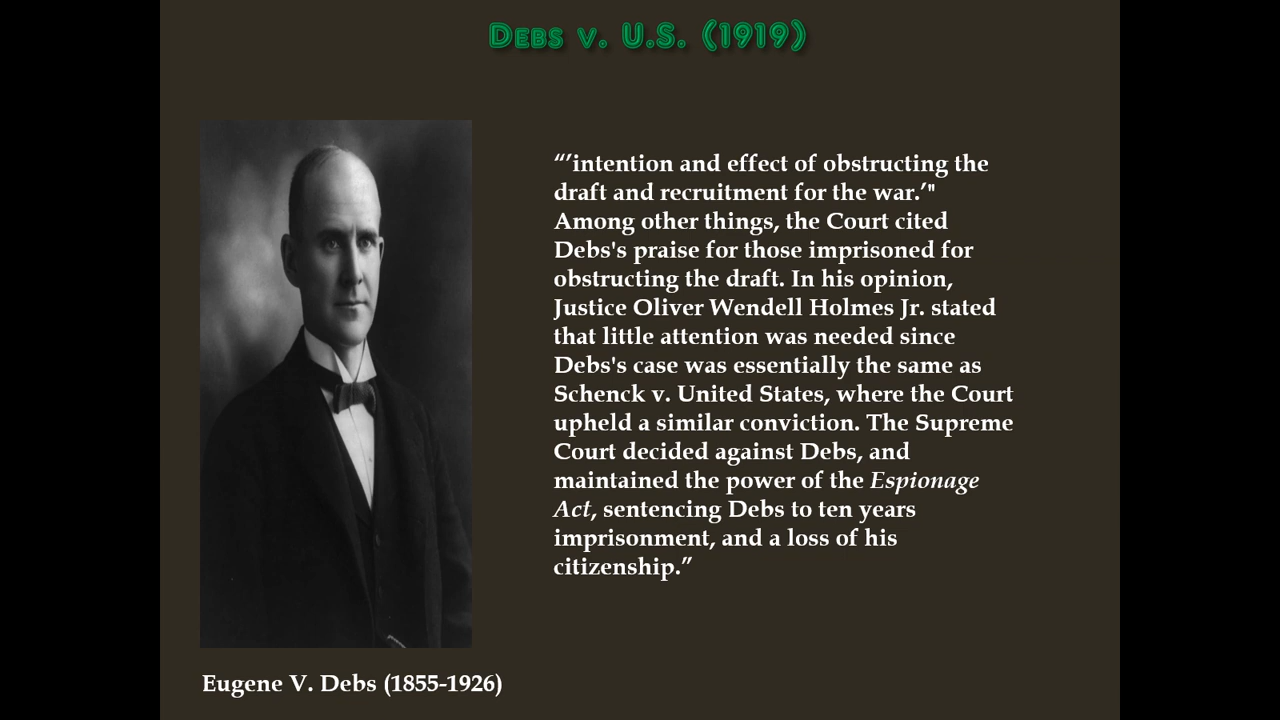 Debs v. U.S. (1919)
“’intention and effect of obstructing the
draft and recruitment for the war.’"
Among other things, the Court cited
Debs's praise for those imprisoned for
obstructing the draft. In his opinion,
Justice Oliver Wendell Holmes Jr. stated
that little attention was needed since
Debs's case was essentially the same as
Schenck v. United States, where the Court
upheld a similar conviction. The Supreme
Court decided against Debs, and
maintained the power of the Espionage
Act, sentencing Debs to ten years
imprisonment, and a loss of his
citizenship.”
Eugene V. Debs (1855-1926)